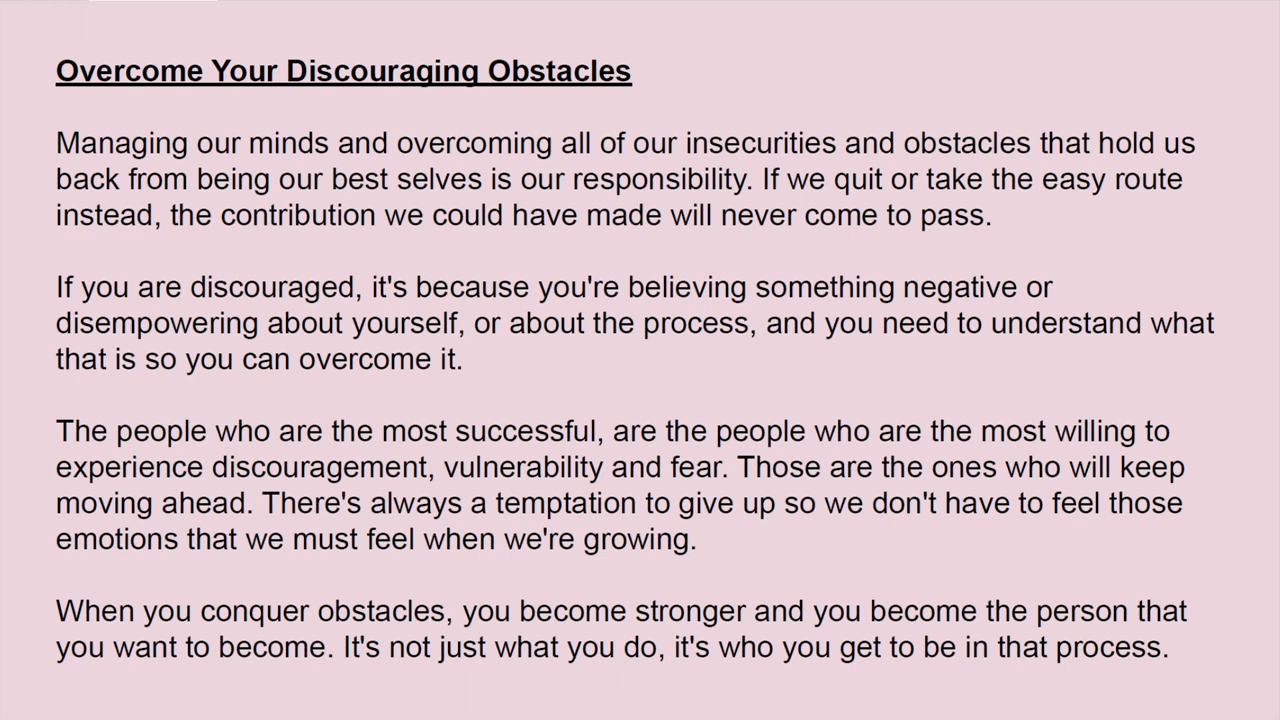 Overcome Your Discouraging Obstacles
Managing our minds and overcoming all of our insecurities and obstacles that hold us
back from being our best selves is our responsibility. If we quit or take the easy route
instead, the contribution we could have made will never come to pass.
If you are discouraged, it's because you're believing something negative or
disempowering about yourself, or about the process, and you need to understand what
that is so you can overcome it.
The people who are the most successful, are the people who are the most willing to
experience discouragement, vulnerability and fear. Those are the ones who will keep
moving ahead. There's always a temptation to give up so we don't have to feel those
emotions that we must feel when we're growing.
When you conquer obstacles, you become stronger and you become the person that
you want to become. It's not just what you do, it's who you get to be in that process.